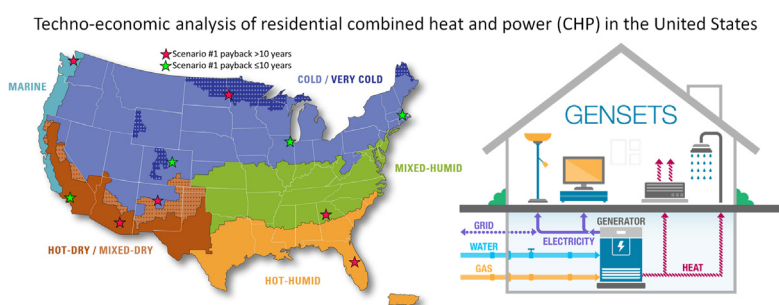 Techno-economic analysis of residential combined heat and power (CHP) in the United States
Scenario #1 payback >10 years
Scenario #1 payback ≤10 years
MARINE
COLD / VERY COLD
MIXED-HUMID
HOT-DRY / MIXED-DRY
HOT-HUMID
GENSETS
GRID
ELECTRICITY
GENERATOR
WATER
GAS
HEAT